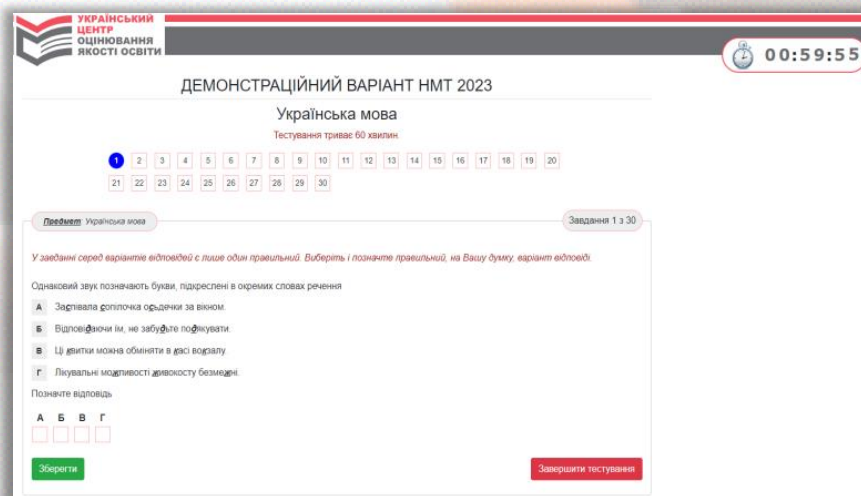 УКРАЇНСЬКИЙ
ЦЕНТР
ОЦІНЮВАННЯ
ЯКОСТІ ОСВІТИ
00:59:55
ДЕМОНСТРАЦІЙНИЙ ВАРІАНТ НМТ 2023
Українська мова
Тестування триває 60 хвилин.
1 2 3 4 5 6 7 8 9 10 11 12 13 14 15 16 17 18 19 20
21 22 23 24 25 26 27 28 29 30
Предмет: Українська мова
Завдання 1 з 30
У завданні серед варіантів відповідей є лише один правильний. Виберіть і позначте правильний, на Вашу думку, варіант відповіді.
Однаковий звук позначають букви, підкреслені в окремих словах речення
А Заспівала сопілочка осьдечки за вікном.
Б Відповідаючи їм, не забудьте подякувати.
В Ці квитки можна обміняти в касі вокзалу.
Г Лікувальні можливості живокосту безмежні.
Позначте відповідь
А Б В Г
Зберегти
Завершити тестування